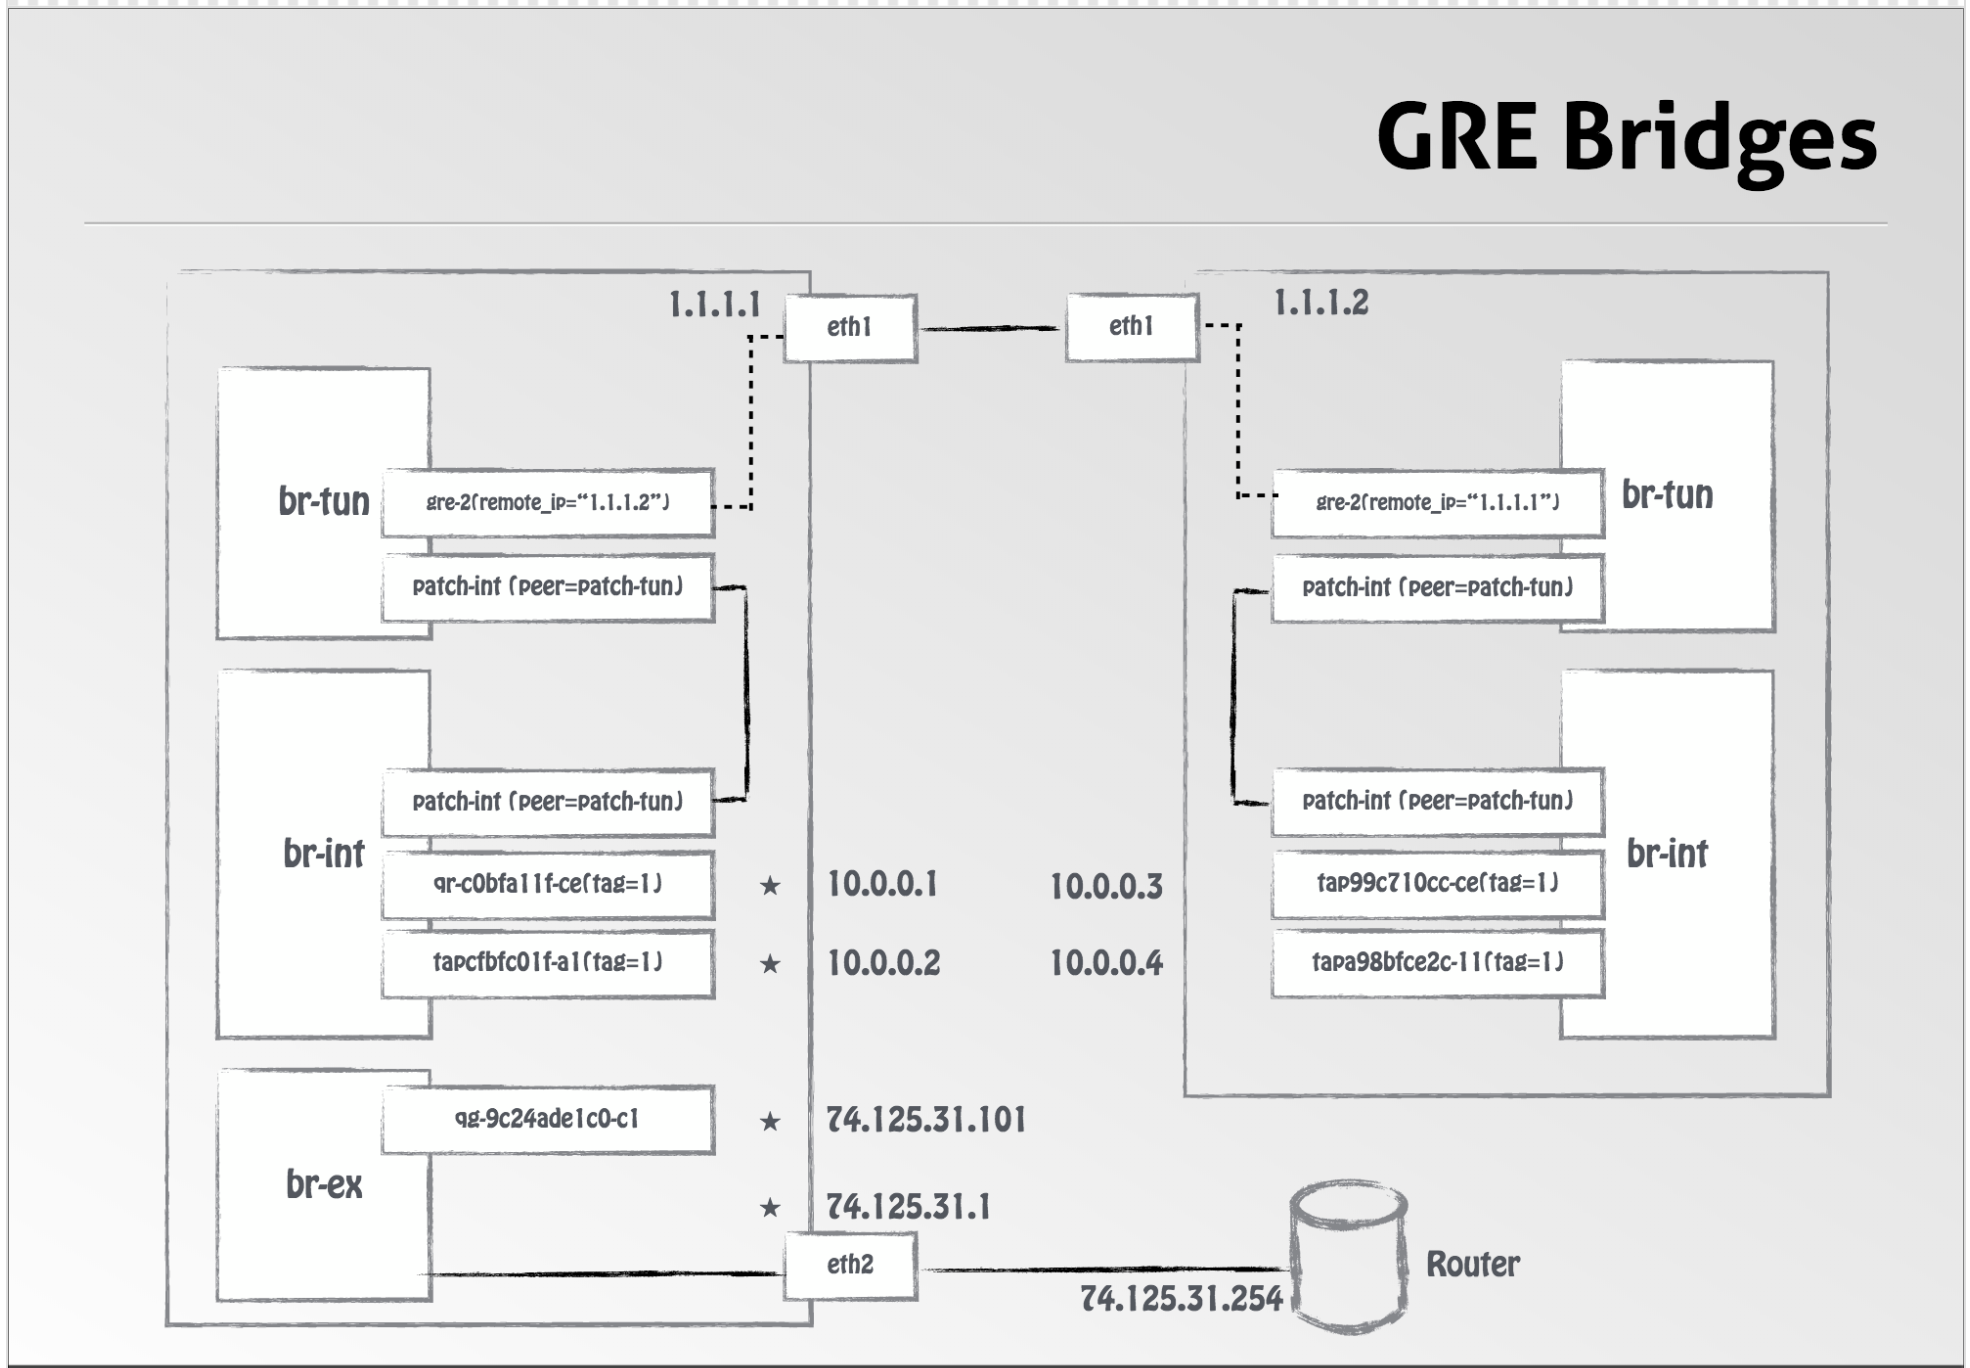 GRE Bridges
1.1.1.1
eth1
eth1
1.1.1.2
br-tun
gre-2(remote_ip=“1.1.1.2”)
patch-int (peer=patch-tun)
gre-2(remote_ip=“1.1.1.1”)
br-tun
patch-int (peer=patch-tun)
br-int
patch-int (peer=patch-tun)
qr-c0bfa11f-ce(tag=1)
10.0.0.1
tapcfbfc01f-a1(tag=1)
10.0.0.2
patch-int (peer=patch-tun)
br-int
10.0.0.3
tap99c710cc-ce(tag=1)
10.0.0.4
tapa98bfce2c-11(tag=1)
br-ex
qg-9c24ade1c0-c1
74.125.31.101
74.125.31.1
eth2
74.125.31.254
Router